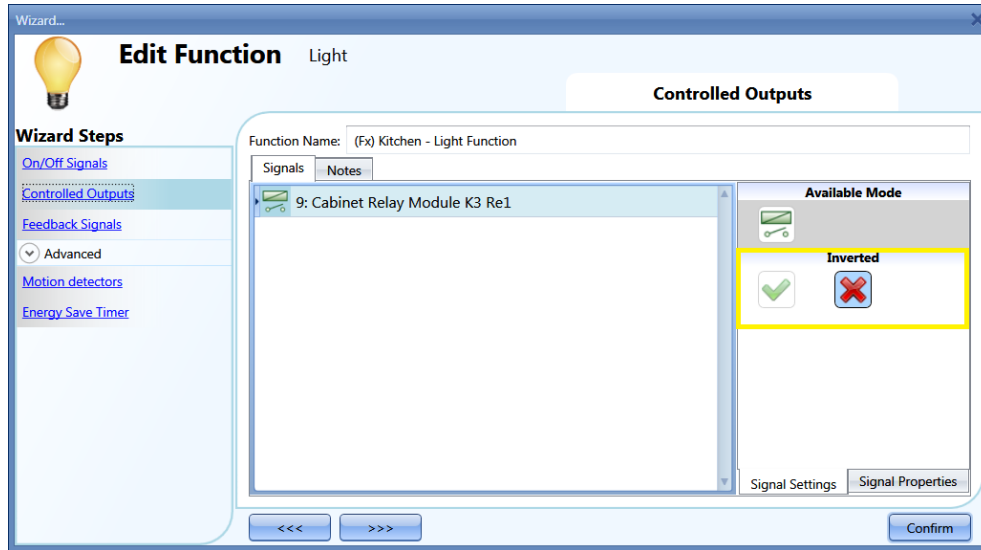 Wizard...
Edit Function Light
Controlled Outputs
Wizard Steps
On/Off Signals
Controlled Outputs
Feedback Signals
Advanced
Motion detectors
Energy Save Timer
Function Name: (Fx) Kitchen - Light Function
Signals Notes
9: Cabinet Relay Module K3 Re1
Available Mode
Inverted
Signal Settings Signal Properties
<<< >>> Confirm